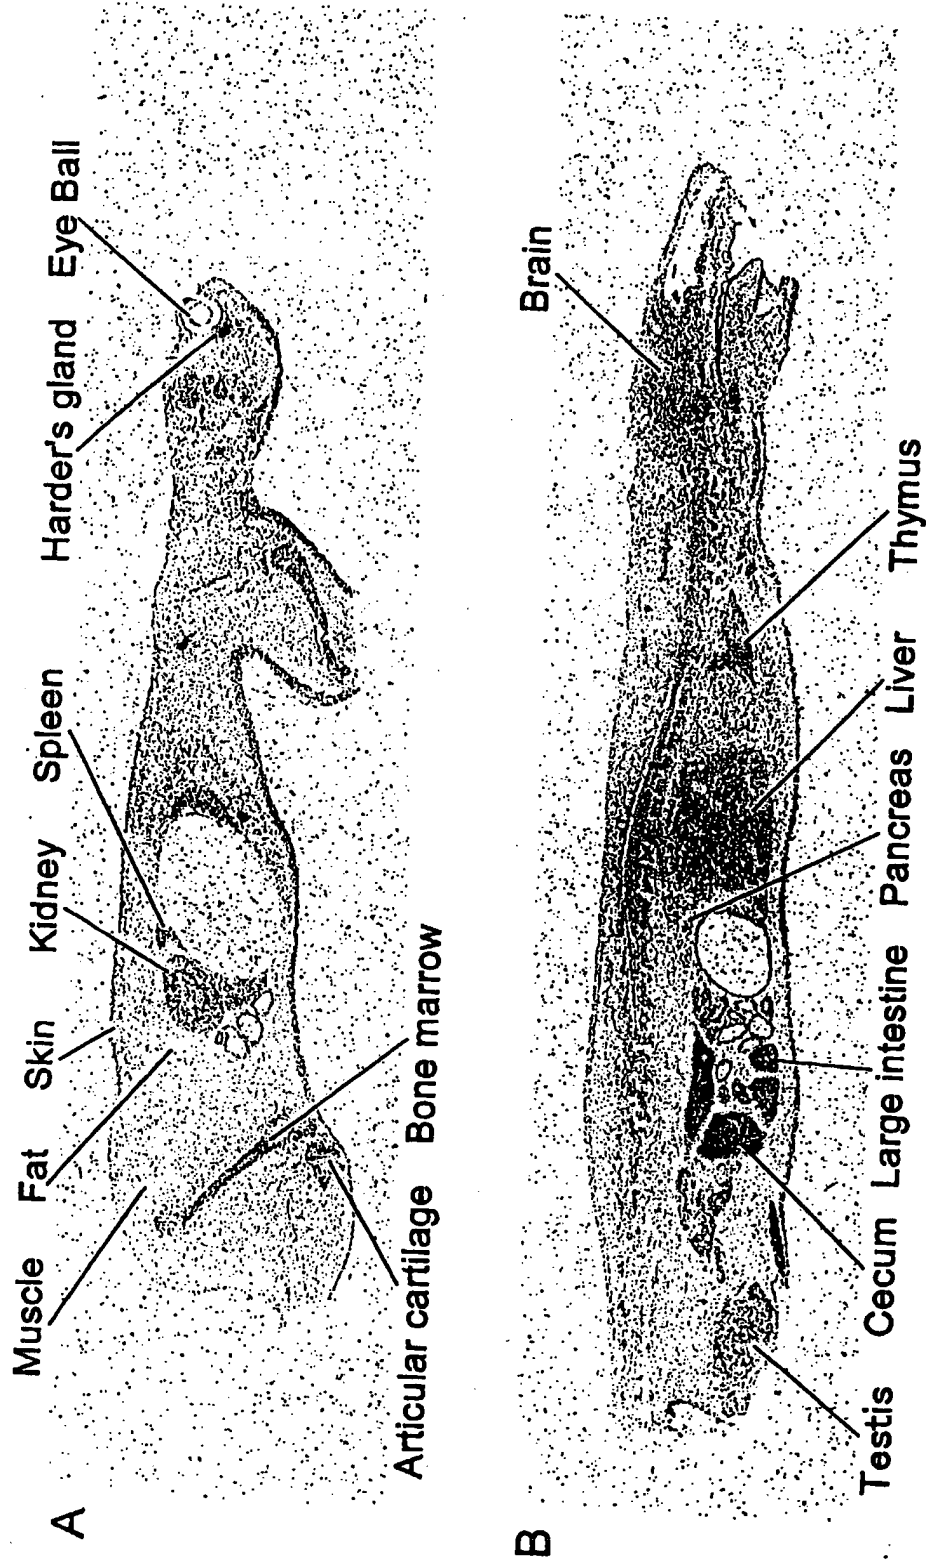 A
Muscle Fat Skin Kidney Spleen Harder's gland Eye Ball
Articular cartilage Bone marrow
B
Brain
Testis Cecum Large intestine Pancreas Liver Thymus